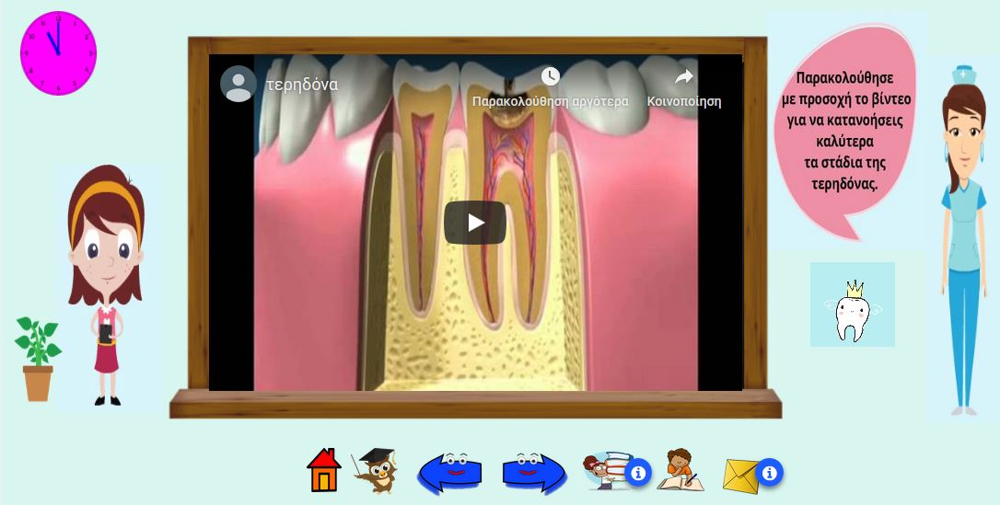 τερηδόνα
Παρακολούθηση αργότερα
Κοινοποίηση
Παρακολούθησε
με προσοχή το βίντεο
για να κατανοήσεις
καλύτερα
τα στάδια της
τερηδόνας.